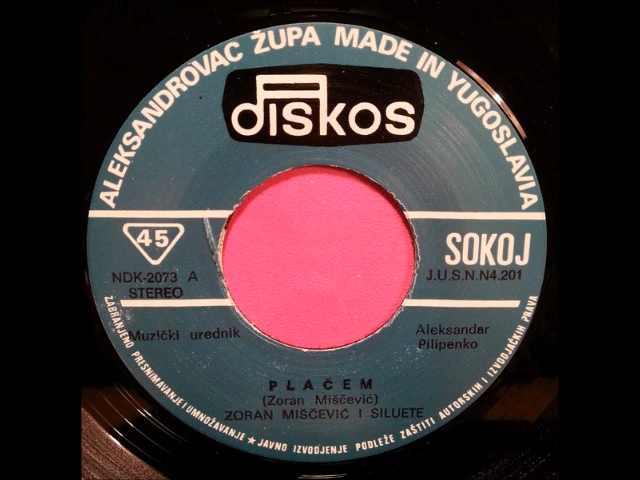 ALEKSANDROVAC ŽUPA MADE IN YUGOSLAVIA
diskos
45
SOKOJ
NDK-2073 A
J.U.S.N.N4.201
STEREO
Muzički urednik
Aleksandar
Pilipenko
PLAČEM
(Zoran Miščević)
ZORAN MIŠČEVIĆ I SILUETE
ZABRANJENO PRESNIMAVANJE I UMNOŽAVANJE ★ JAVNO IZVODJENJE PODLEŽE ZAŠTITI AUTORSKIH I IZVODJAČKIH PRAVA